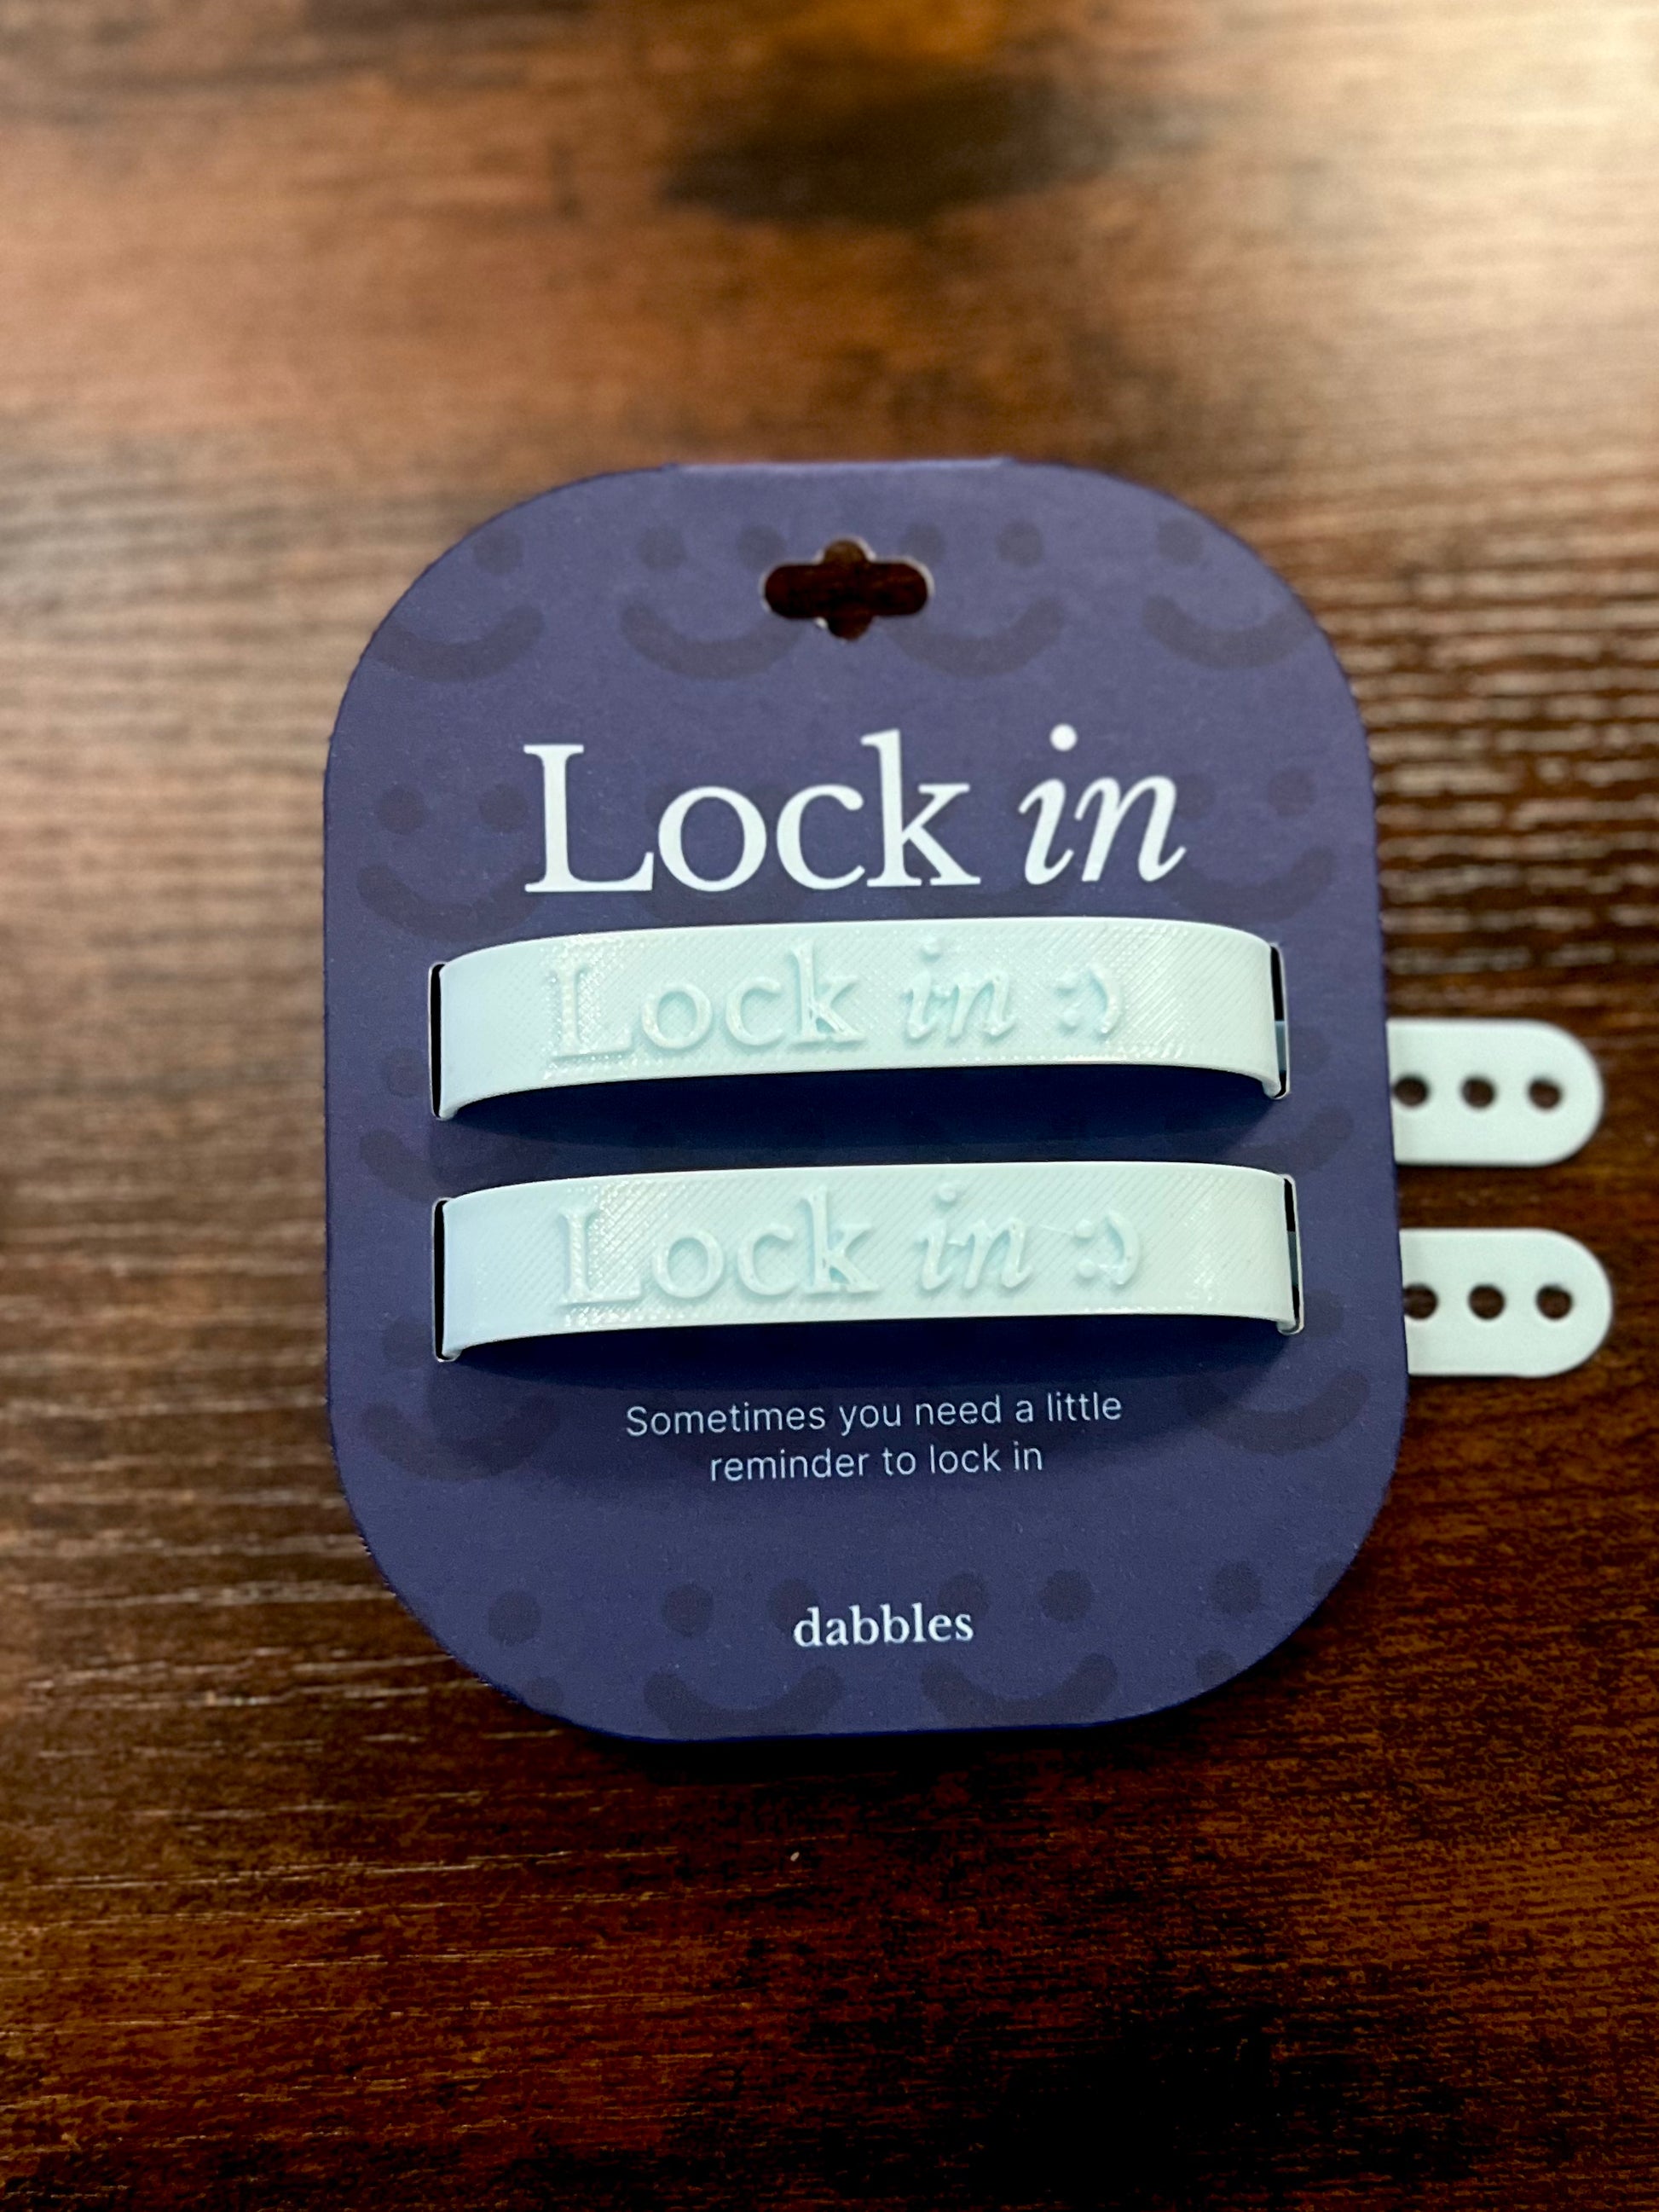 Lock in
Lock in :)
Lock in :)
Sometimes you need a little
reminder to lock in
dabbles